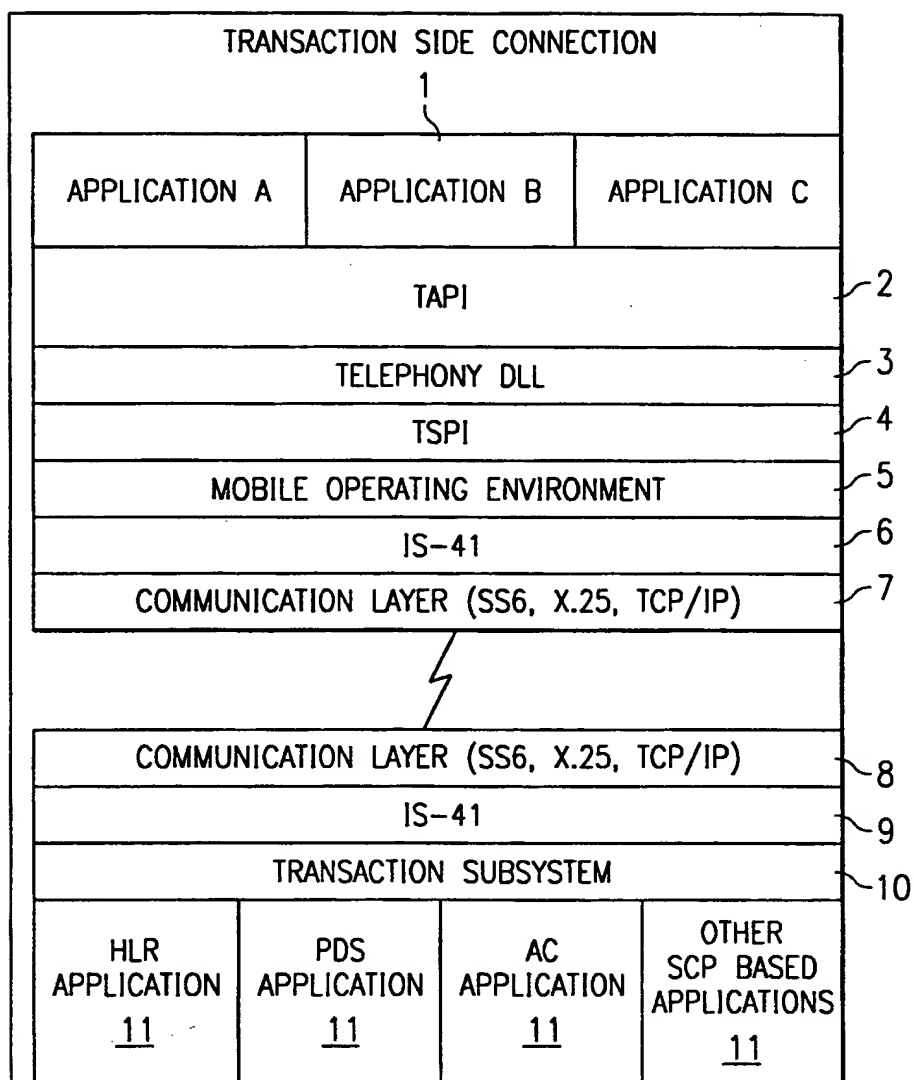 TRANSACTION SIDE CONNECTION
1
APPLICATION A
APPLICATION B
APPLICATION C
TAPI
2
TELEPHONY DLL
3
TSPI
4
MOBILE OPERATING ENVIRONMENT
5
IS-41
6
COMMUNICATION LAYER (SS6, X.25, TCP/IP)
7
COMMUNICATION LAYER (SS6, X.25, TCP/IP)
8
IS-41
9
TRANSACTION SUBSYSTEM
10
HLR
APPLICATION
11
PDS
APPLICATION
11
AC
APPLICATION
11
OTHER
SCP BASED
APPLICATIONS
11